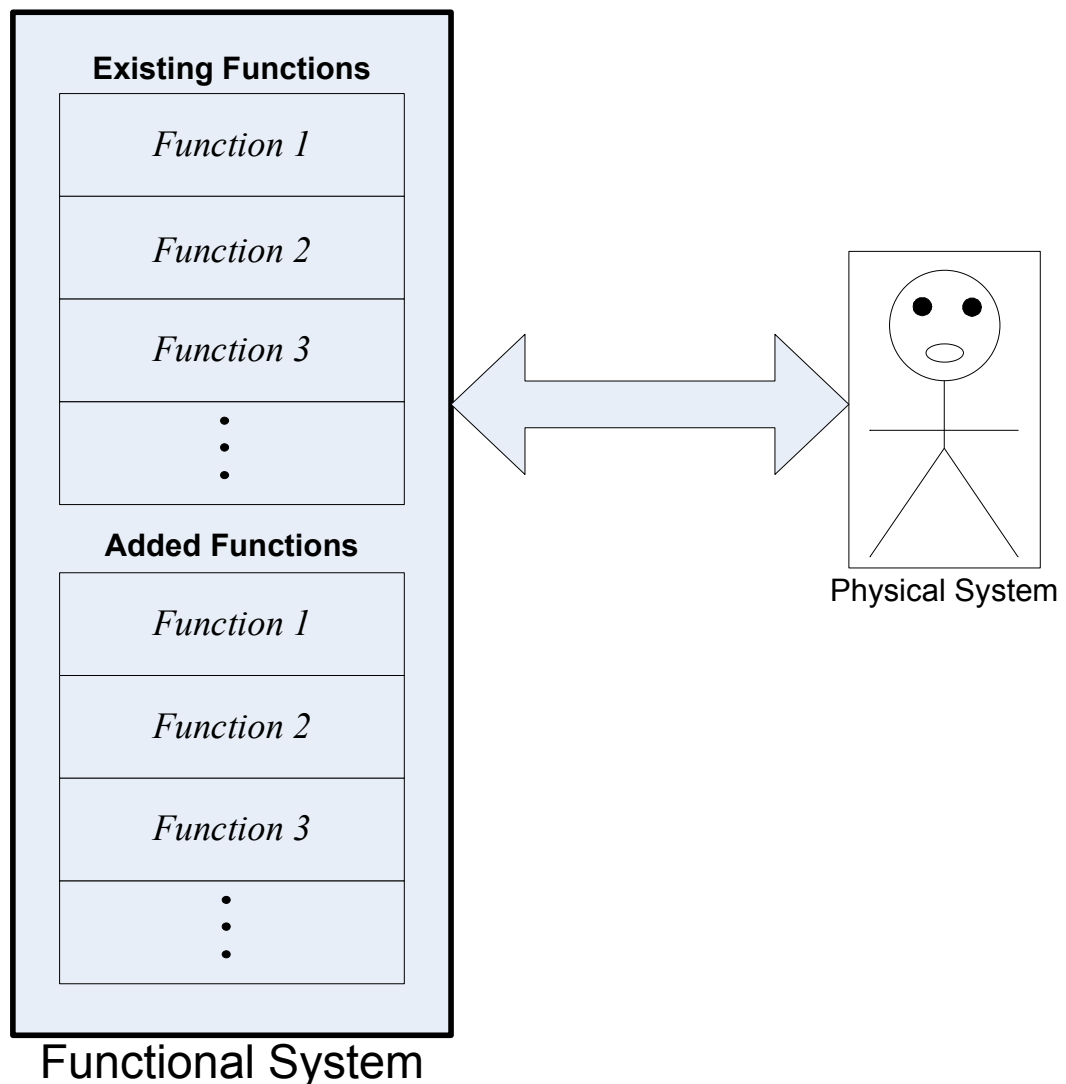 Existing Functions
Function 1
Function 2
Function 3
Added Functions
Function 1
Function 2
Function 3
Functional System
Physical System